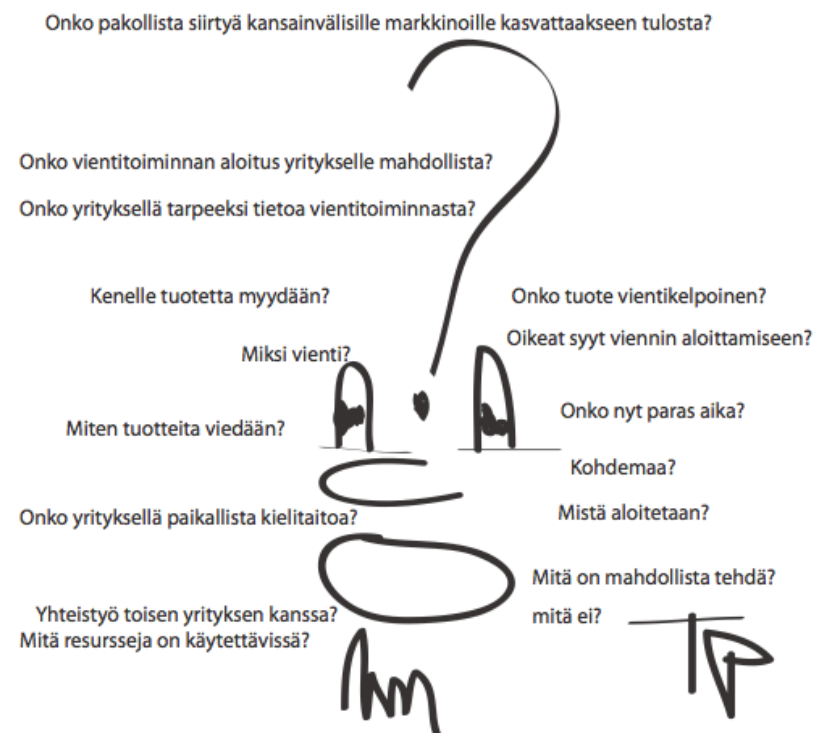 Onko pakollista siirtyä kansainvälisille markkinoille kasvattaakseen tulosta?
Onko vientitoiminnan aloitus yritykselle mahdollista?
Onko yrityksellä tarpeeksi tietoa vientitoiminnasta?
Kenelle tuotetta myydään?
Onko tuote vientikelpoinen?
Oikeat syyt viennin aloittamiseen?
Miksi vienti?
Onko nyt paras aika?
Miten tuotteita viedään?
Kohdemaa?
Mistä aloitetaan?
Onko yrityksellä paikallista kielitaitoa?
Mitä on mahdollista tehdä?
mitä ei?
Yhteistyö toisen yrityksen kanssa?
Mitä resursseja on käytettävissä?